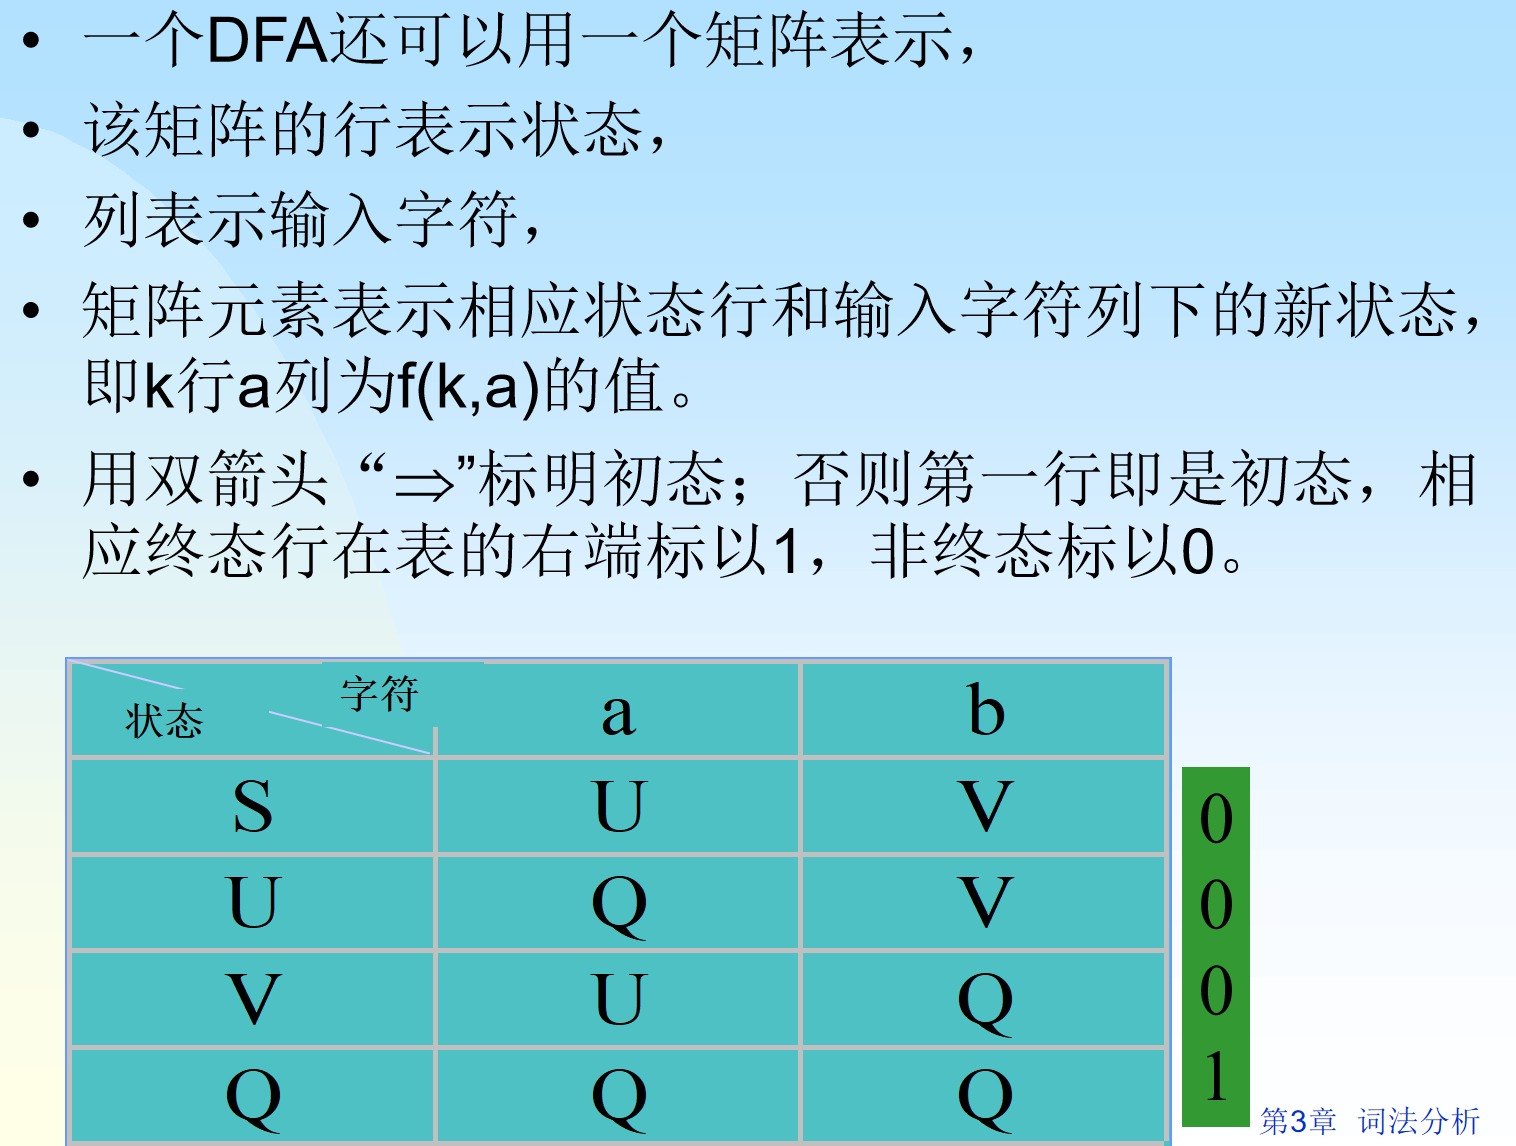 • 一个DFA还可以用一个矩阵表示，
• 该矩阵的行表示状态，
• 列表示输入字符，
• 矩阵元素表示相应状态行和输入字符列下的新状态，
即k行a列为f(k,a)的值。
• 用双箭头“⇒”标明初态；否则第一行即是初态，相
应终态行在表的右端标以1，非终态标以0。
状态 字符 a b
S U V 0
U Q V 0
V U Q 0
Q Q Q 1
第3章 词法分析